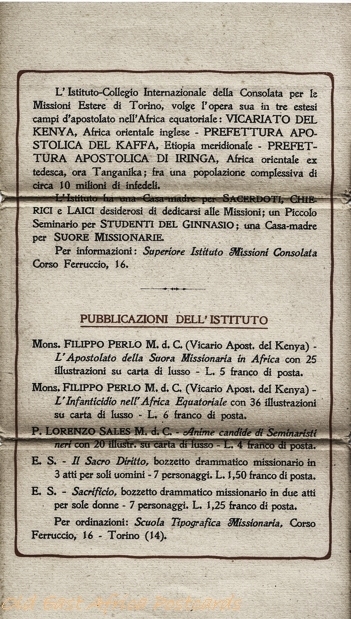 L'Istituto-Collegio Internazionale della Consolata per le
Missioni Estere di Torino, volge l'opera sua in tre estesi
campi d'apostolato nell'Africa equatoriale: VICARIATO DEL
KENYA, Africa orientale inglese - PREFETTURA APO-
STOLICA DEL KAFFA, Etiopia meridionale - PREFET-
TURA APOSTOLICA DI IRINGA, Africa orientale ex
tedesca, ora Tanganika; fra una popolazione complessiva di
circa 10 milioni di infedeli.
L'Istituto ha una Casa-madre per SACERDOTI, CHIE-
RICI e LAICI desiderosi di dedicarsi alle Missioni; un Piccolo
Seminario per STUDENTI DEL GINNASIO; una Casa-madre
per SUORE MISSIONARIE.
Per informazioni: Superiore Istituto Missioni Consolata
Corso Ferruccio, 16.
PUBBLICAZIONI DELL'ISTITUTO
Mons. FILIPPO PERLO M. d. C. (Vicario Apost. del Kenya) -
L'Apostolato della Suora Missionaria in Africa con 25
illustrazioni su carta di lusso - L. 5 franco di posta.
Mons. FILIPPO PERLO M. d. C. (Vicario Apost. del Kenya) -
L'Infanticidio nell'Africa Equatoriale con 36 illustrazioni
su carta di lusso - L. 6 franco di posta.
P. LORENZO SALES M. d. C. - Anime candide di Seminaristi
neri con 20 illustr. su carta di lusso - L. 4 franco di posta.
E. S. - Il Sacro Diritto, bozzetto drammatico missionario in
3 atti per soli uomini - 7 personaggi. L. 1,50 franco di posta.
E. S. - Sacrificio, bozzetto drammatico missionario in due atti
per sole donne - 7 personaggi. L. 1,25 franco di posta.
Per ordinazioni: Scuola Tipografica Missionaria, Corso
Ferruccio, 16 - Torino (14).